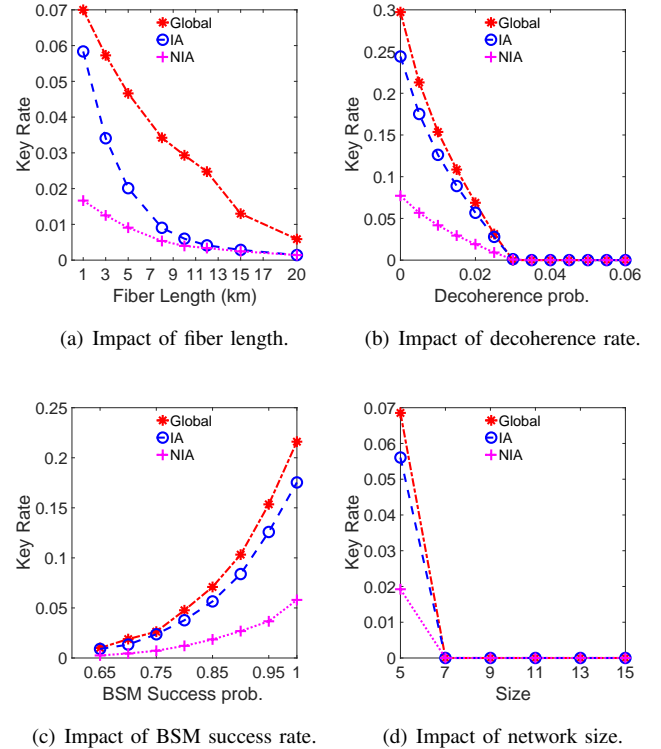 0.07
0.06
0.05
0.04
0.03
0.02
0.01
0
Key Rate
Global
IA
NIA
1 3 5 7 9 11 13 15 17 20
Fiber Length (km)
(a) Impact of fiber length.
0.3
0.25
0.2
0.15
0.1
0.05
0
Key Rate
Global
IA
NIA
0 0.02 0.04 0.06
Decoherence prob.
(b) Impact of decoherence rate.
0.25
0.2
0.15
0.1
0.05
0
Key Rate
Global
IA
NIA
0.65 0.75 0.85 0.95 1
BSM Success prob.
(c) Impact of BSM success rate.
0.07
0.06
0.05
0.04
0.03
0.02
0.01
0
Key Rate
Global
IA
NIA
5 7 9 11 13 15
Size
(d) Impact of network size.